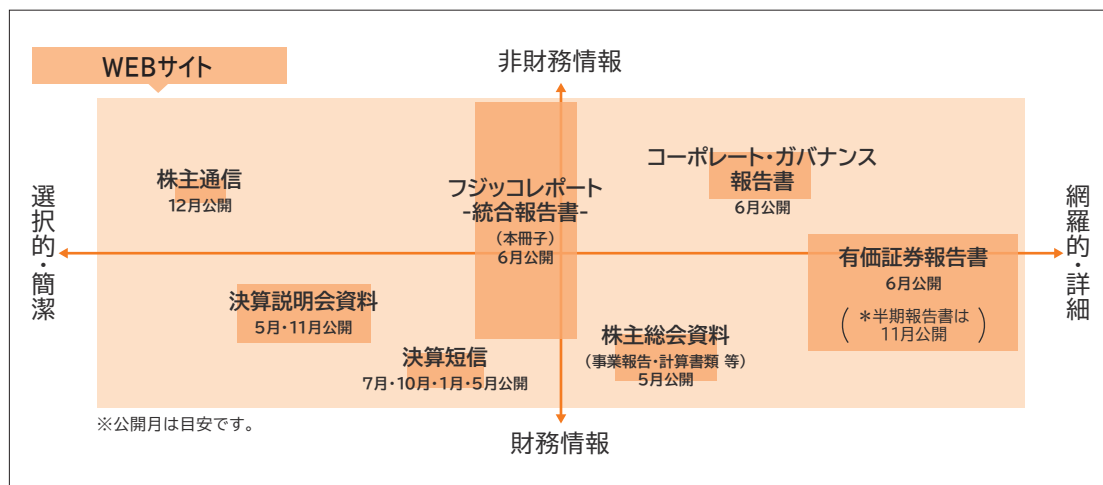 WEBサイト
非財務情報
選択的・簡潔
株主通信
12月公開
フジッコレポート
-統合報告書-
（本冊子）
6月公開
コーポレート・ガバナンス
報告書
6月公開
網羅的・詳細
有価証券報告書
6月公開
（＊半期報告書は
11月公開）
決算説明会資料
5月・11月公開
決算短信
7月・10月・1月・5月公開
株主総会資料
（事業報告・計算書類 等）
5月公開
※公開月は目安です。
財務情報